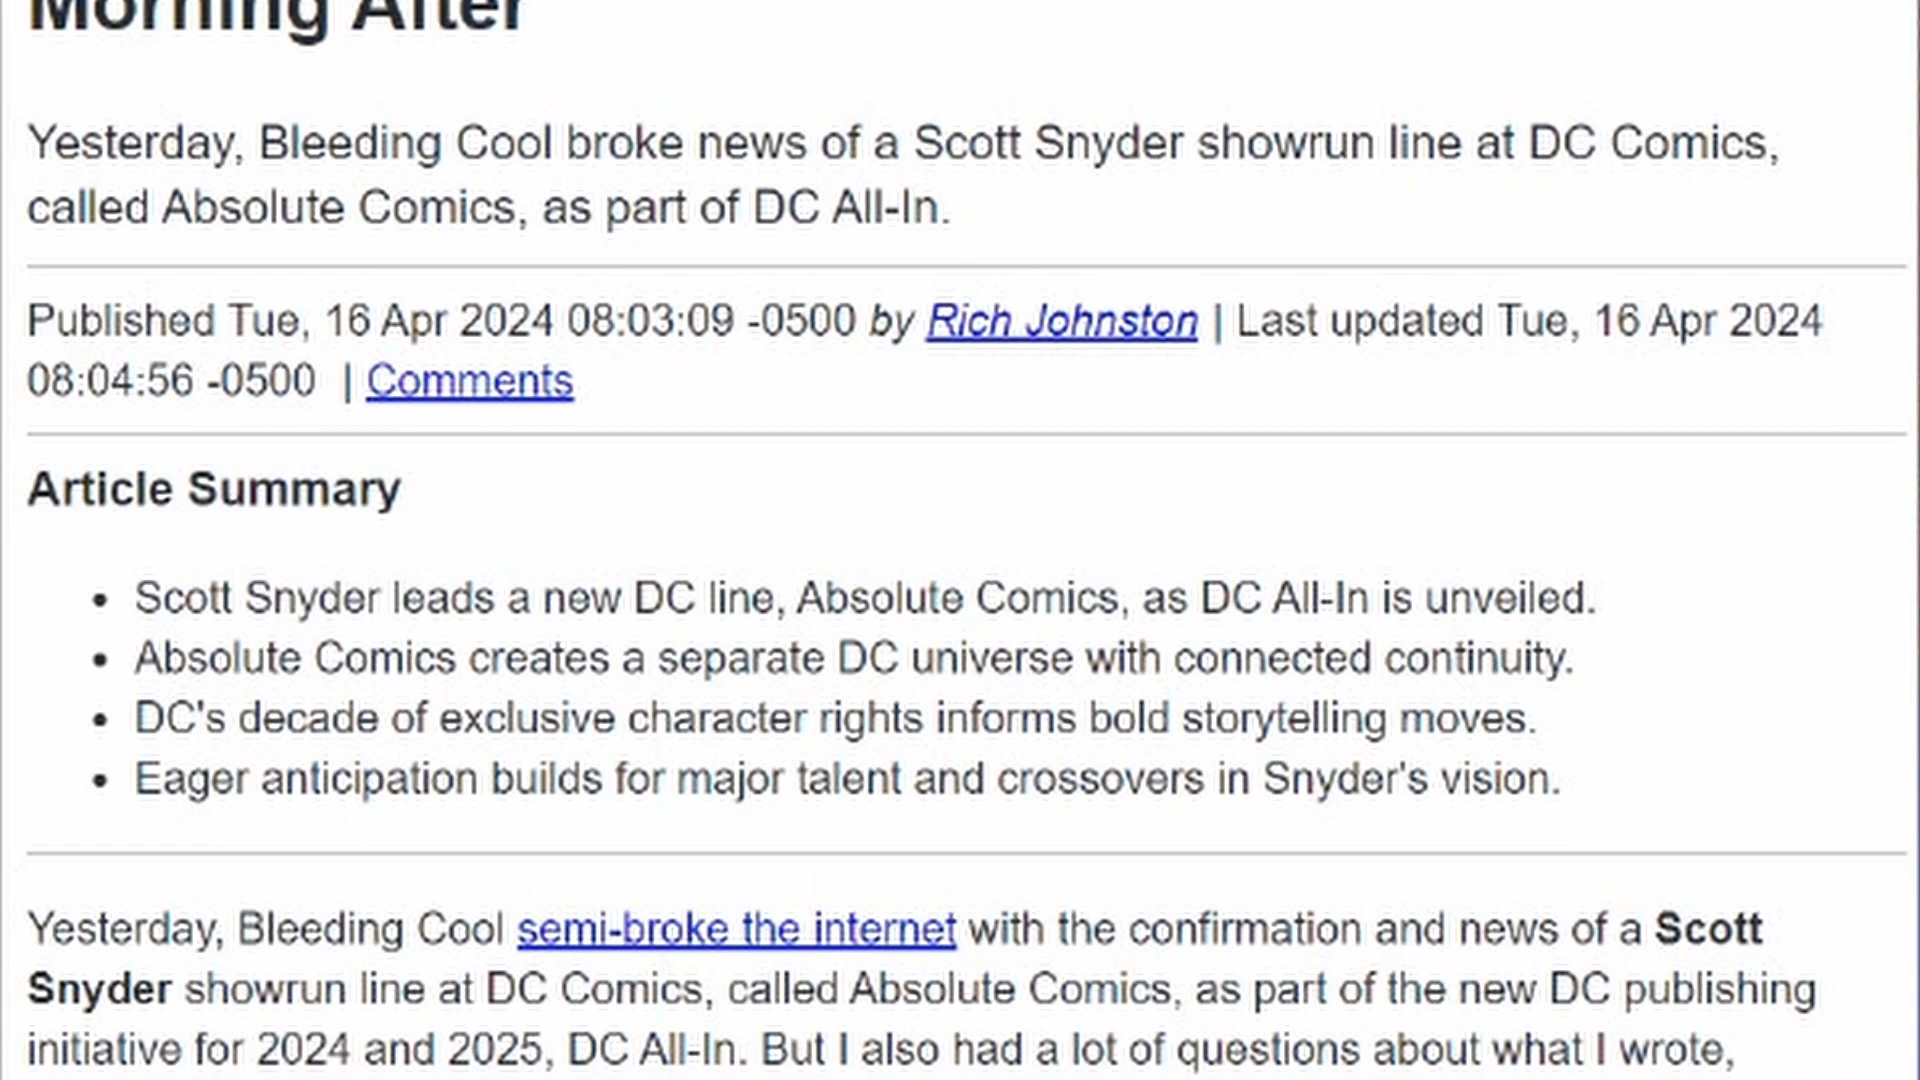 Morning After
Yesterday, Bleeding Cool broke news of a Scott Snyder showrun line at DC Comics,
called Absolute Comics, as part of DC All-In.
Published Tue, 16 Apr 2024 08:03:09 -0500 by Rich Johnston | Last updated Tue, 16 Apr 2024
08:04:56 -0500 | Comments
Article Summary
• Scott Snyder leads a new DC line, Absolute Comics, as DC All-In is unveiled.
• Absolute Comics creates a separate DC universe with connected continuity.
• DC's decade of exclusive character rights informs bold storytelling moves.
• Eager anticipation builds for major talent and crossovers in Snyder's vision.
Yesterday, Bleeding Cool semi-broke the internet with the confirmation and news of a Scott
Snyder showrun line at DC Comics, called Absolute Comics, as part of the new DC publishing
initiative for 2024 and 2025, DC All-In. But I also had a lot of questions about what I wrote,